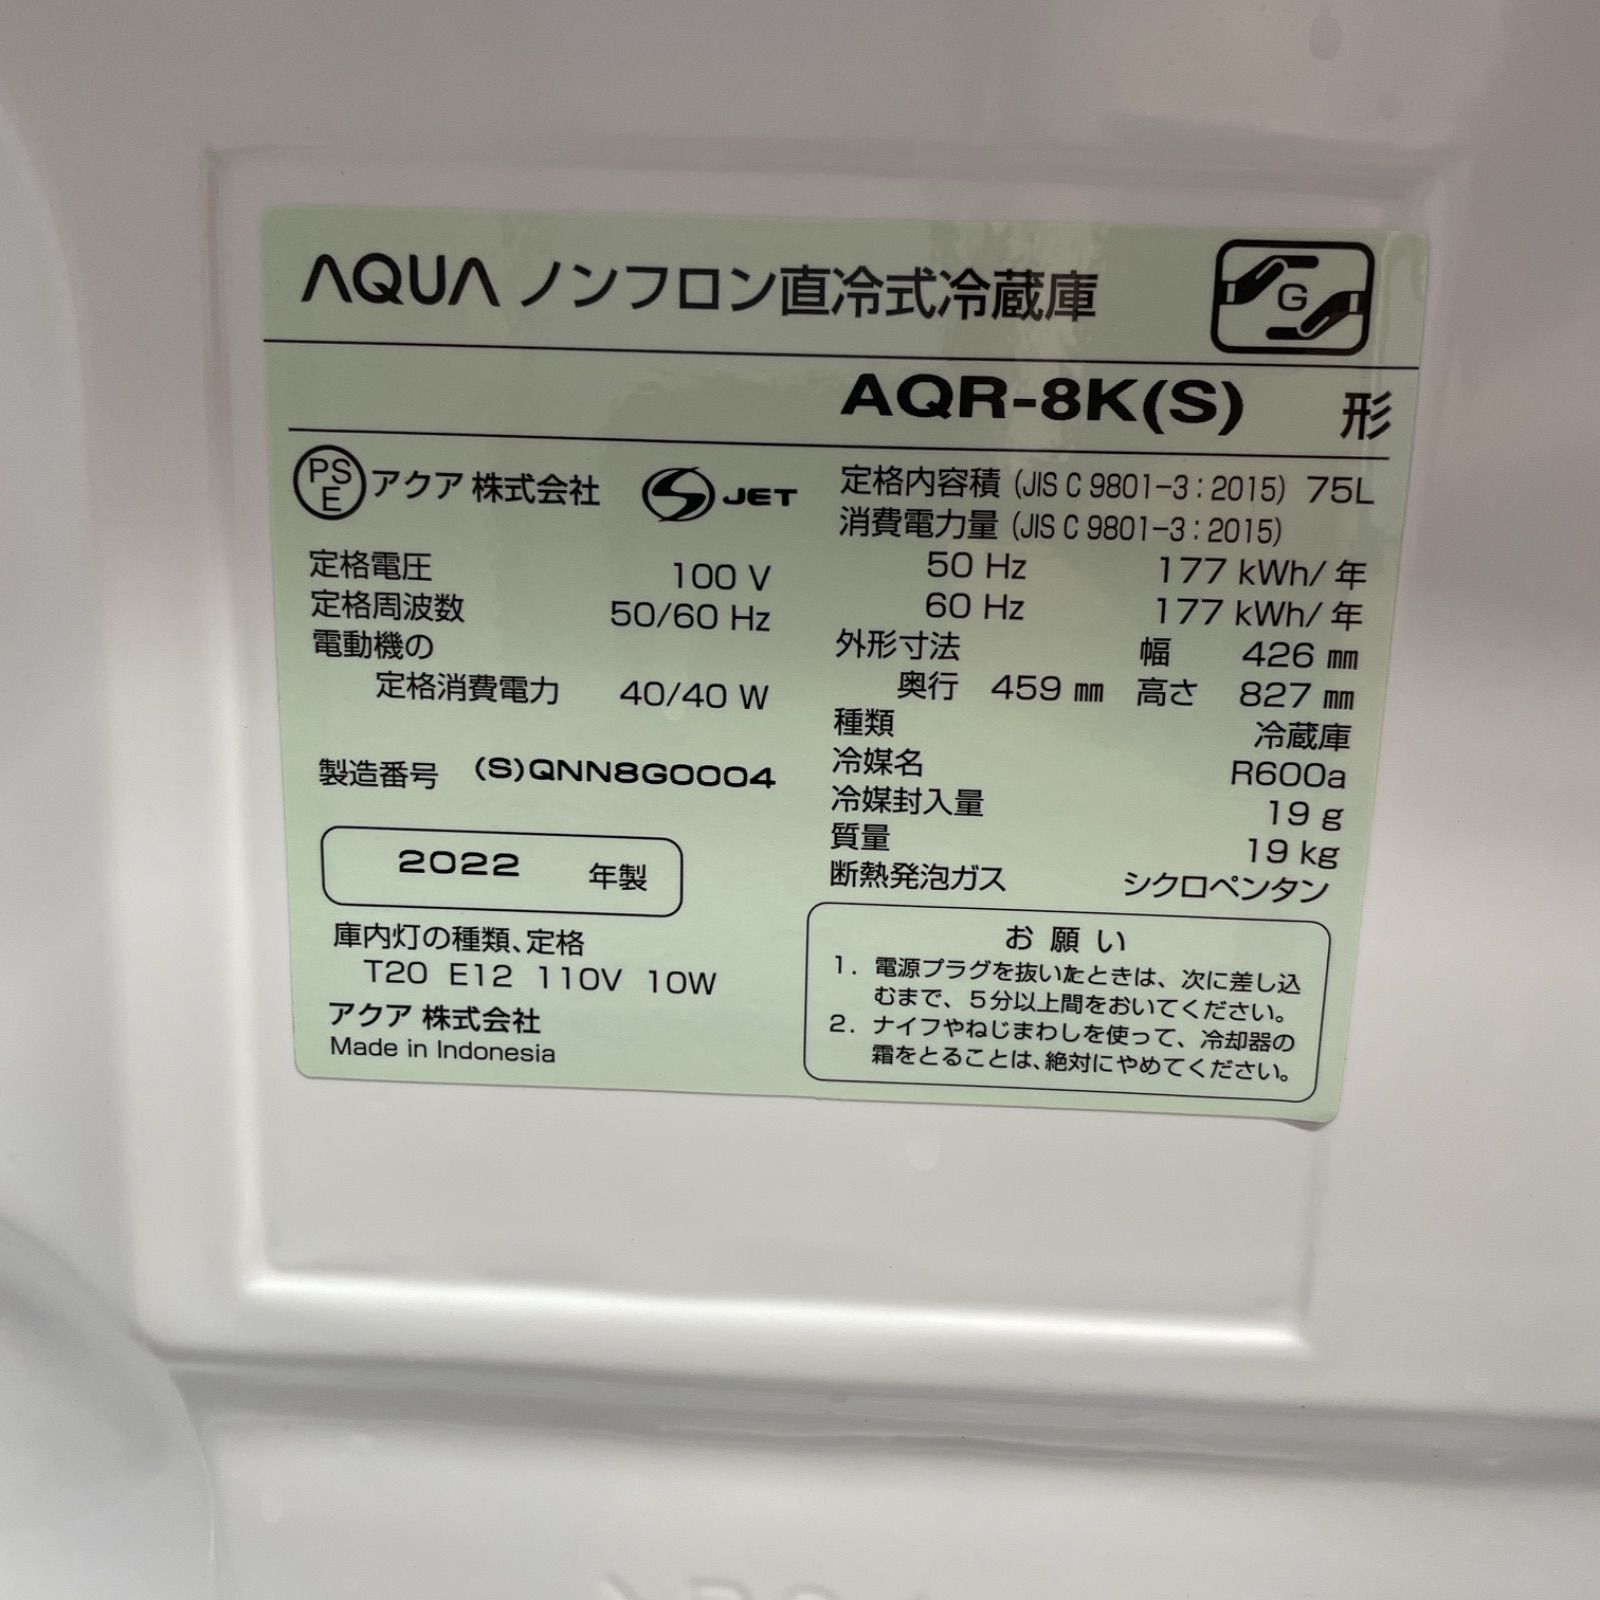 AQUA ノンフロン直冷式冷蔵庫
G
AQR-8K(S) 形
PS
E
アクア 株式会社
S JET
定格電圧 100 V
定格周波数 50/60 Hz
電動機の
定格消費電力 40/40 W
製造番号 (S)QNN8G0004
2022 年製
庫内灯の種類、定格
T20 E12 110V 10W
アクア 株式会社
Made in Indonesia
定格内容積 (JIS C 9801-3 : 2015) 75L
消費電力量 (JIS C 9801-3 : 2015)
50 Hz 177 kWh/年
60 Hz 177 kWh/年
外形寸法 幅 426 ㎜
奥行 459 ㎜ 高さ 827 ㎜
種類 冷蔵庫
冷媒名 R600a
冷媒封入量 19 g
質量 19 kg
断熱発泡ガス シクロペンタン
お 願 い
1. 電源プラグを抜いたときは、次に差し込
むまで、5分以上間をおいてください。
2. ナイフやねじまわしを使って、冷却器の
霜をとることは、絶対にやめてください。